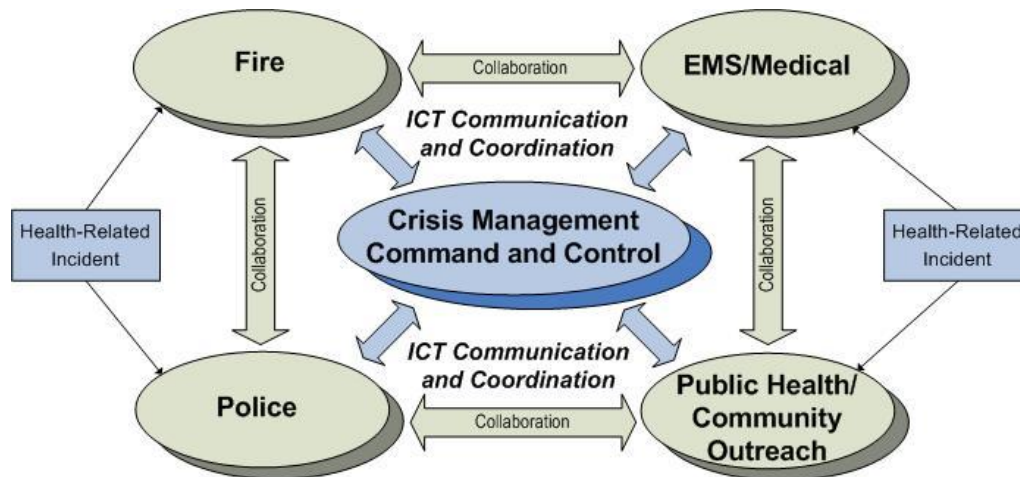 Fire
Collaboration
EMS/Medical
ICT Communication
and Coordination
Health-Related
Incident
Collaboration
Crisis Management
Command and Control
Collaboration
Health-Related
Incident
ICT Communication
and Coordination
Police
Collaboration
Public Health/
Community
Outreach